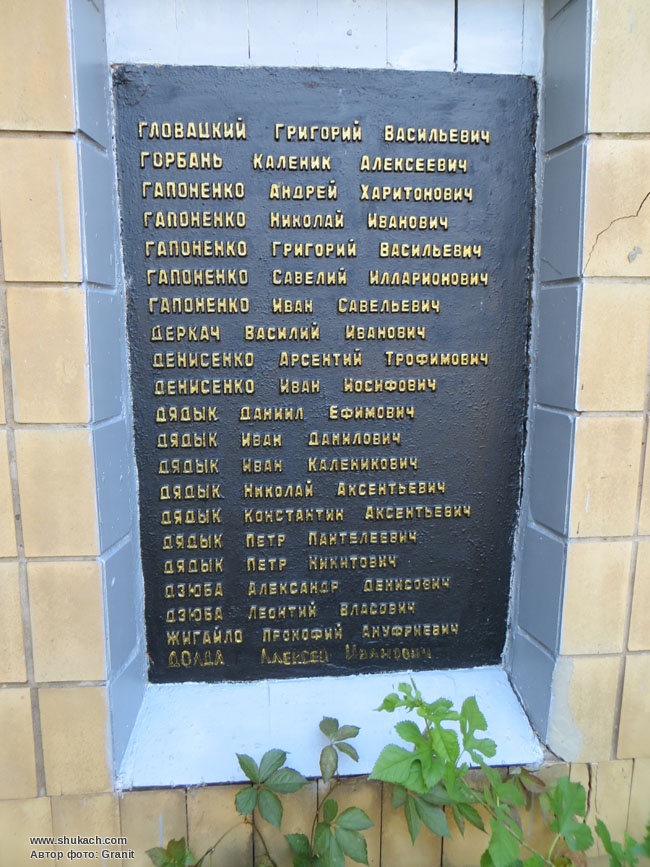 Гловацкий Григорий Васильевич
Горбань Каленик Алексеевич
Гапоненко Андрей Харитонович
Гапоненко Николай Иванович
Гапоненко Григорий Васильевич
Гапоненко Савелий Илларионович
Гапоненко Иван Савельевич
Деркач Василий Иванович
Денисенко Арсентий Трофимович
Денисенко Иван Иосифович
Дядык Даниил Ефимович
Дядык Иван Данилович
Дядык Иван Каленикович
Дядык Николай Аксентьевич
Дядык Константин Аксентьевич
Дядык Петр Пантелеевич
Дядык Петр Никитович
Дзюба Александр Денисович
Дзюба Леонтий Власович
Жигайло Прокофий Ануфриевич
Долда Алексей Иванович
www.shukach.com
Автор фото: Granit